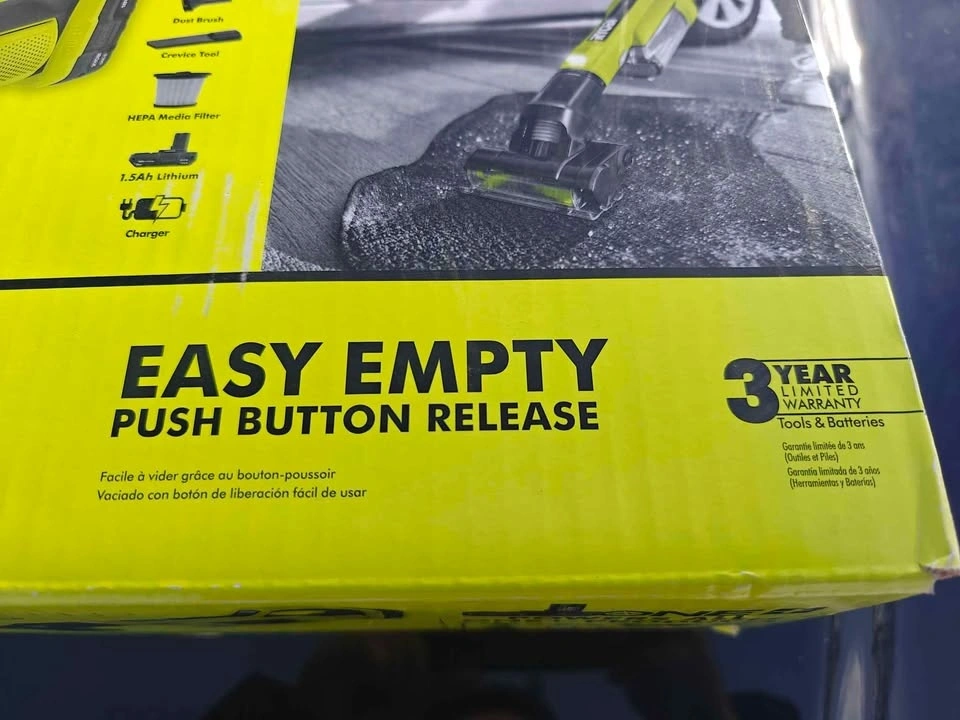 Dust Brush
Crevice Tool
HEPA Media Filter
1.5Ah Lithium
Charger
RYOBI
EASY EMPTY
PUSH BUTTON RELEASE
Facile à vider grâce au bouton-poussoir
Vaciado con botón de liberación fácil de usar
3 YEAR
LIMITED
WARRANTY
Tools & Batteries
Garantie limitée de 3 ans
(Outiles et Piles)
Garantía limitada de 3 años
(Herramientas y Baterías)